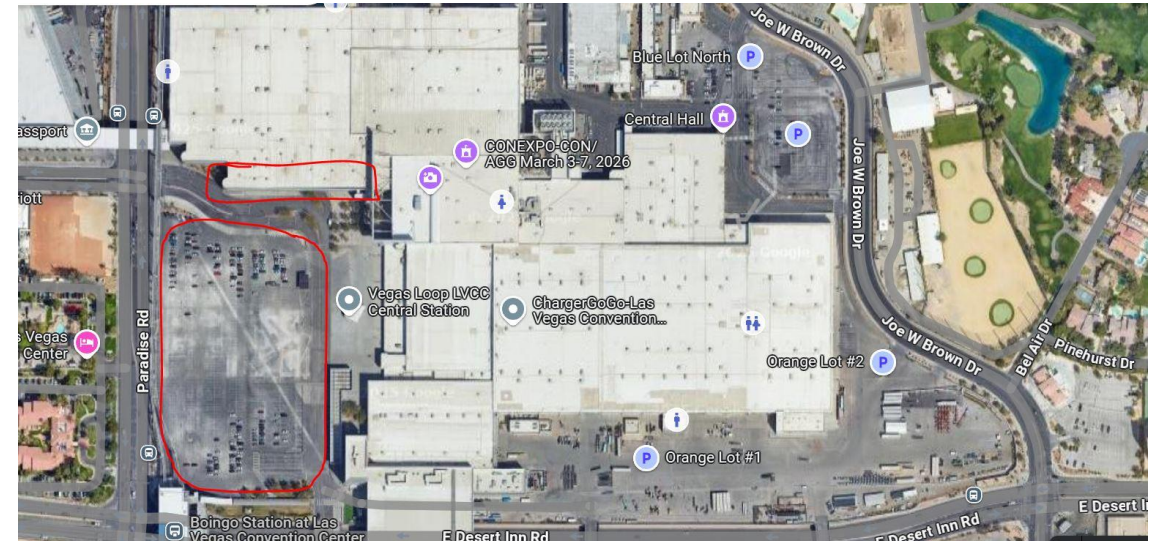 Joe W Brown Dr
Blue Lot North
P
assport
Central Hall
P
CONEXPO-CON/
AGG March 3-7, 2026
Joe W Brown Dr
iott
Vegas Loop LVCC
Central Station
ChargerGoGo-Las
Vegas Convention...
Paradise Rd
s Vegas
Center
Joe W Brown Dr
Bel Air Dr
Pinehurst Dr
Orange Lot #2
P
P
Orange Lot #1
Boingo Station at Las
Vegas Convention Center
E Desert Inn Rd
E Desert Inn Rd
E Desert I